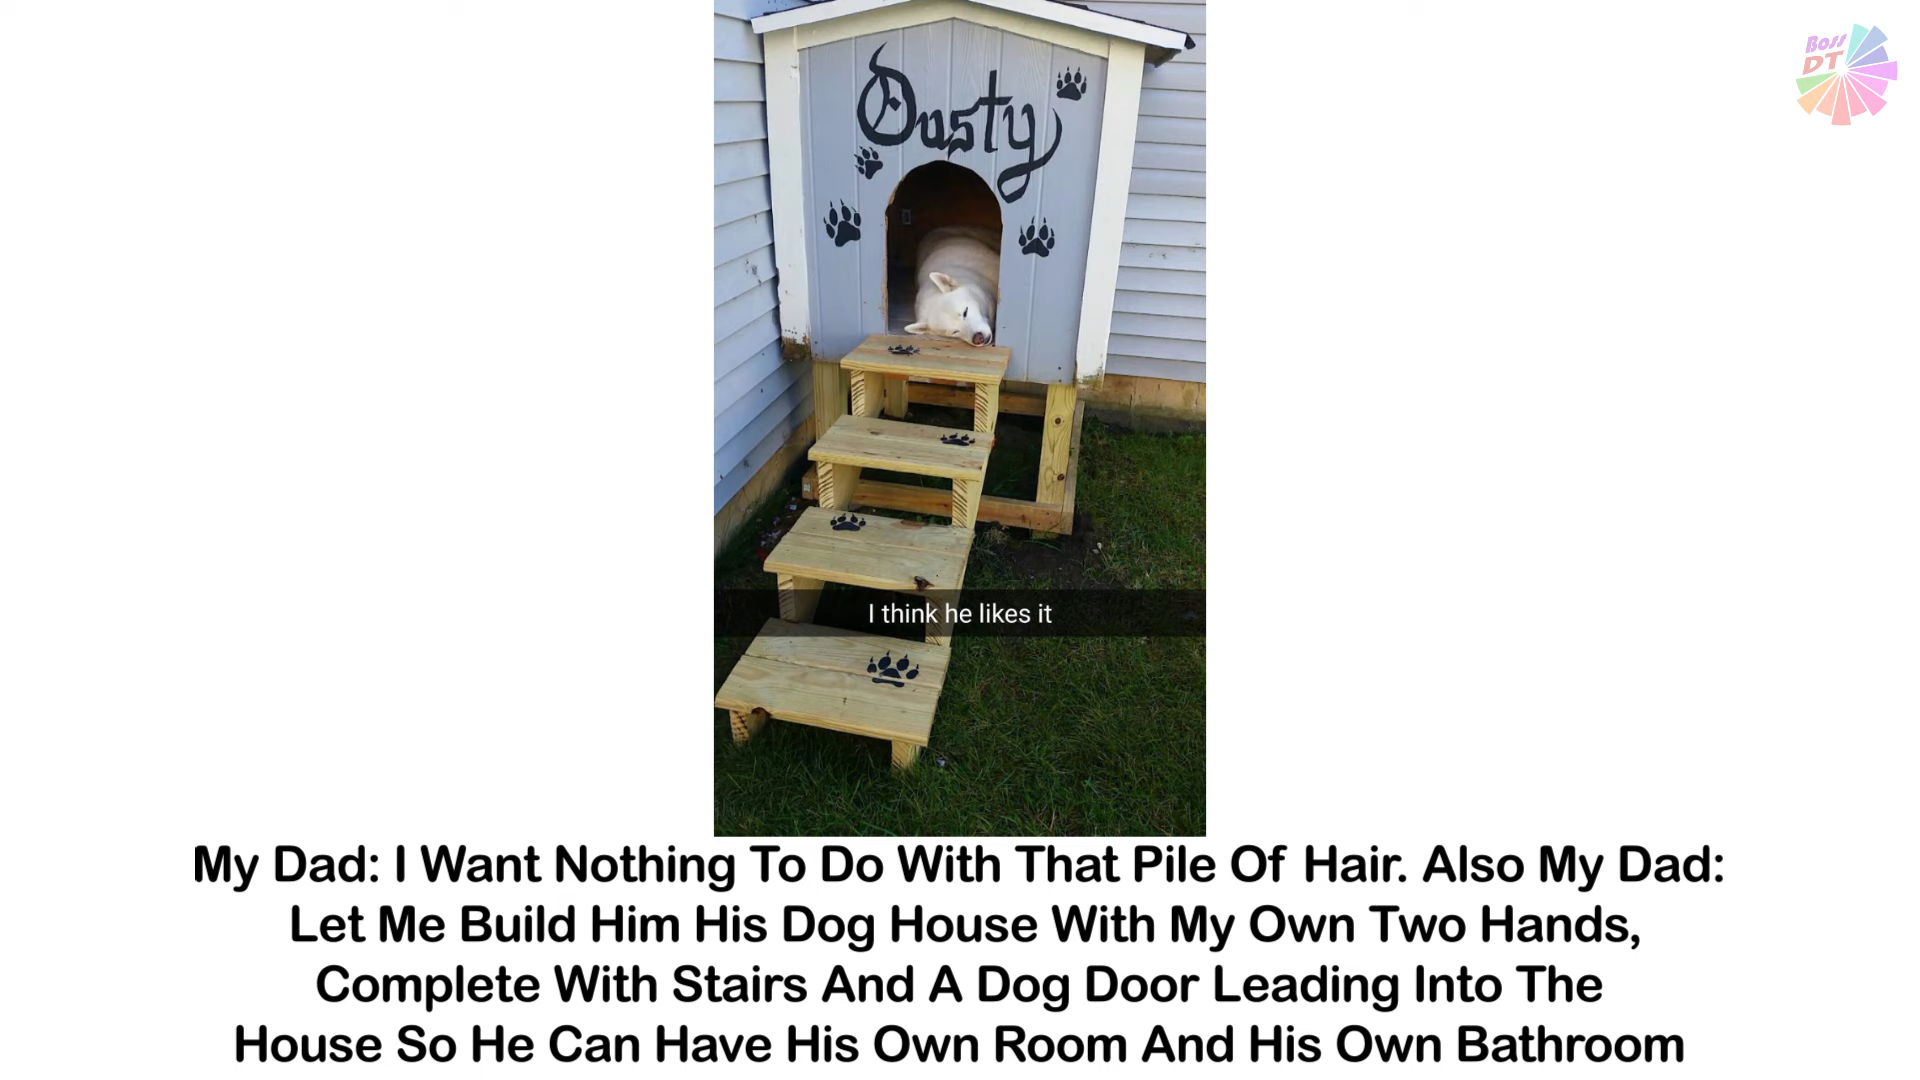 Boss
DT
Dusty
I think he likes it
My Dad: I Want Nothing To Do With That Pile Of Hair. Also My Dad:
Let Me Build Him His Dog House With My Own Two Hands,
Complete With Stairs And A Dog Door Leading Into The
House So He Can Have His Own Room And His Own Bathroom